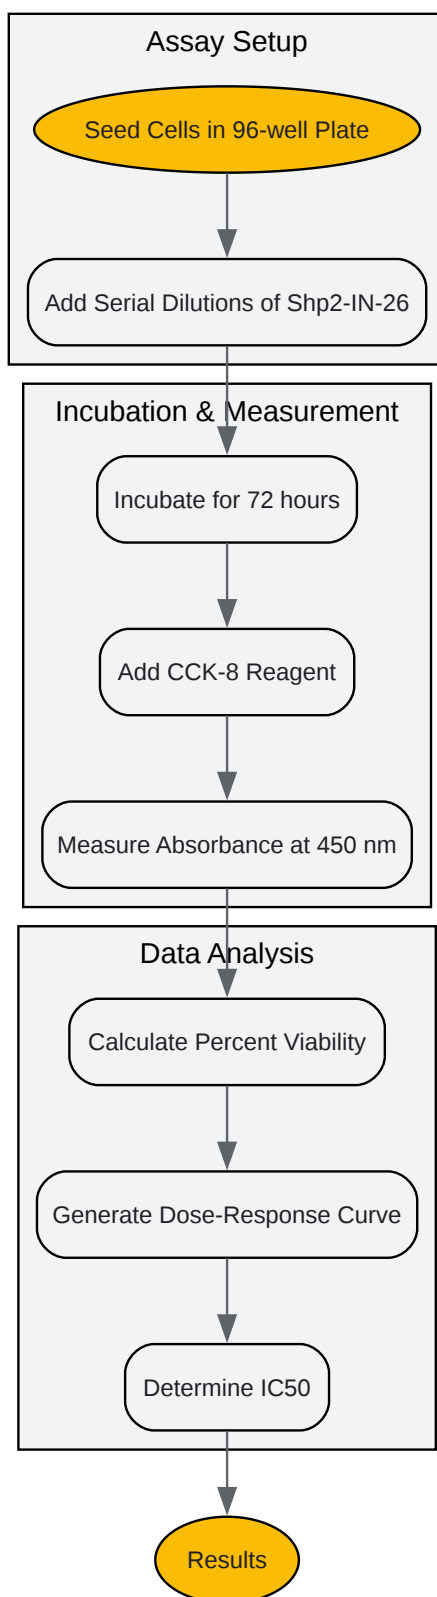 Assay Setup
Seed Cells in 96-well Plate
Add Serial Dilutions of Shp2-IN-26
Incubation & Measurement
Incubate for 72 hours
Add CCK-8 Reagent
Measure Absorbance at 450 nm
Data Analysis
Calculate Percent Viability
Generate Dose-Response Curve
Determine IC50
Results